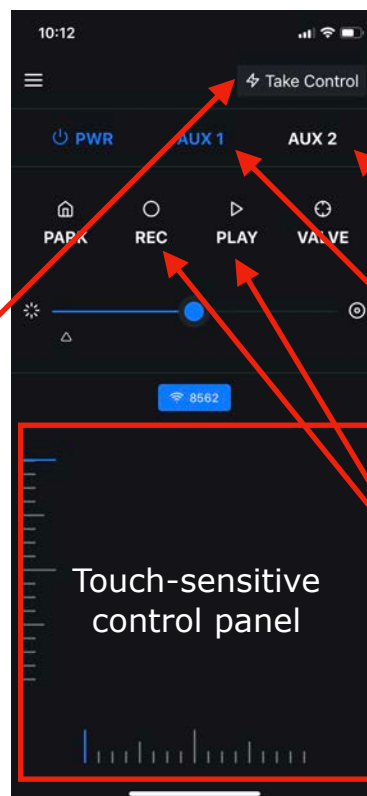 10:12
Take Control
PWR AUX 1 AUX 2
PARK REC PLAY VALVE
8562
Touch-sensitive
control panel